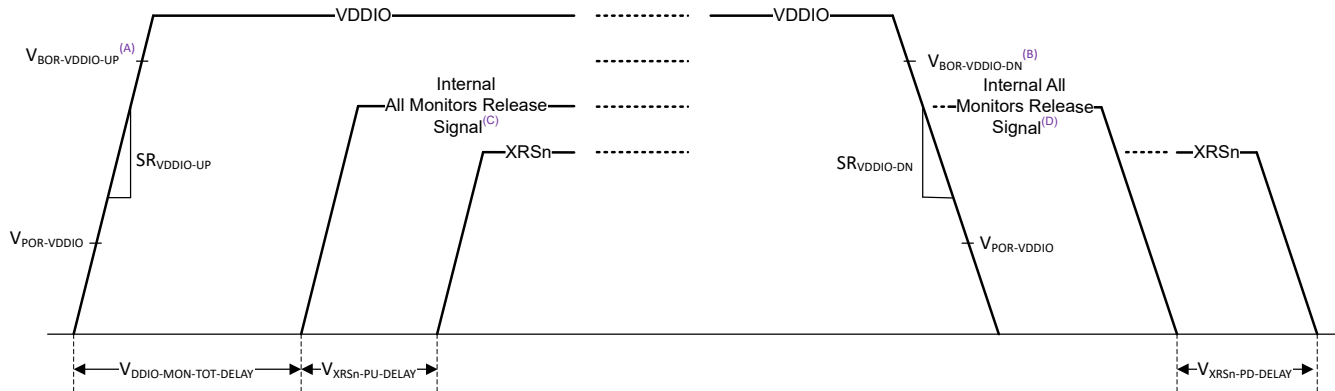 VDDIO
VDDIO
VBOR-VDDIO-UP(A)
VBOR-VDDIO-DN(B)
Internal
All Monitors Release
Signal(C)
Internal All
Monitors Release
Signal(D)
SRVDDIO-UP
XRSn
SRVDDIO-DN
XRSn
VPOR-VDDIO
VPOR-VDDIO
VDDIO-MON-TOT-DELAY
VXRSn-PU-DELAY
VXRSn-PD-DELAY